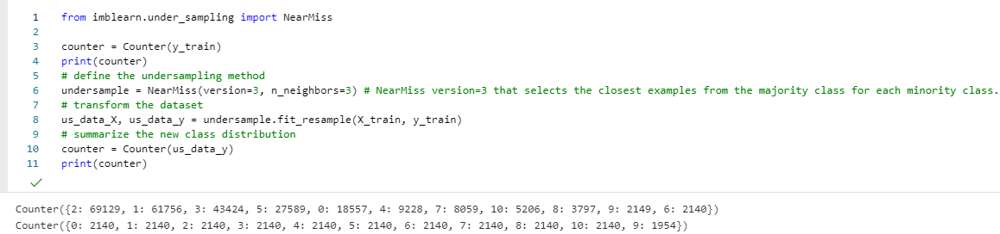 1 from imblearn.under_sampling import NearMiss
2
3 counter = Counter(y_train)
4 print(counter)
5 # define the undersampling method
6 undersample = NearMiss(version=3, n_neighbors=3) # NearMiss version=3 that selects the closest examples from the majority class for each minority class.
7 # transform the dataset
8 us_data_X, us_data_y = undersample.fit_resample(X_train, y_train)
9 # summarize the new class distribution
10 counter = Counter(us_data_y)
11 print(counter)
Counter({2: 69129, 1: 61756, 3: 43424, 5: 27589, 0: 18557, 4: 9228, 7: 8059, 10: 5206, 8: 3797, 9: 2149, 6: 2140})
Counter({0: 2140, 1: 2140, 2: 2140, 3: 2140, 4: 2140, 5: 2140, 6: 2140, 7: 2140, 8: 2140, 10: 2140, 9: 1954})